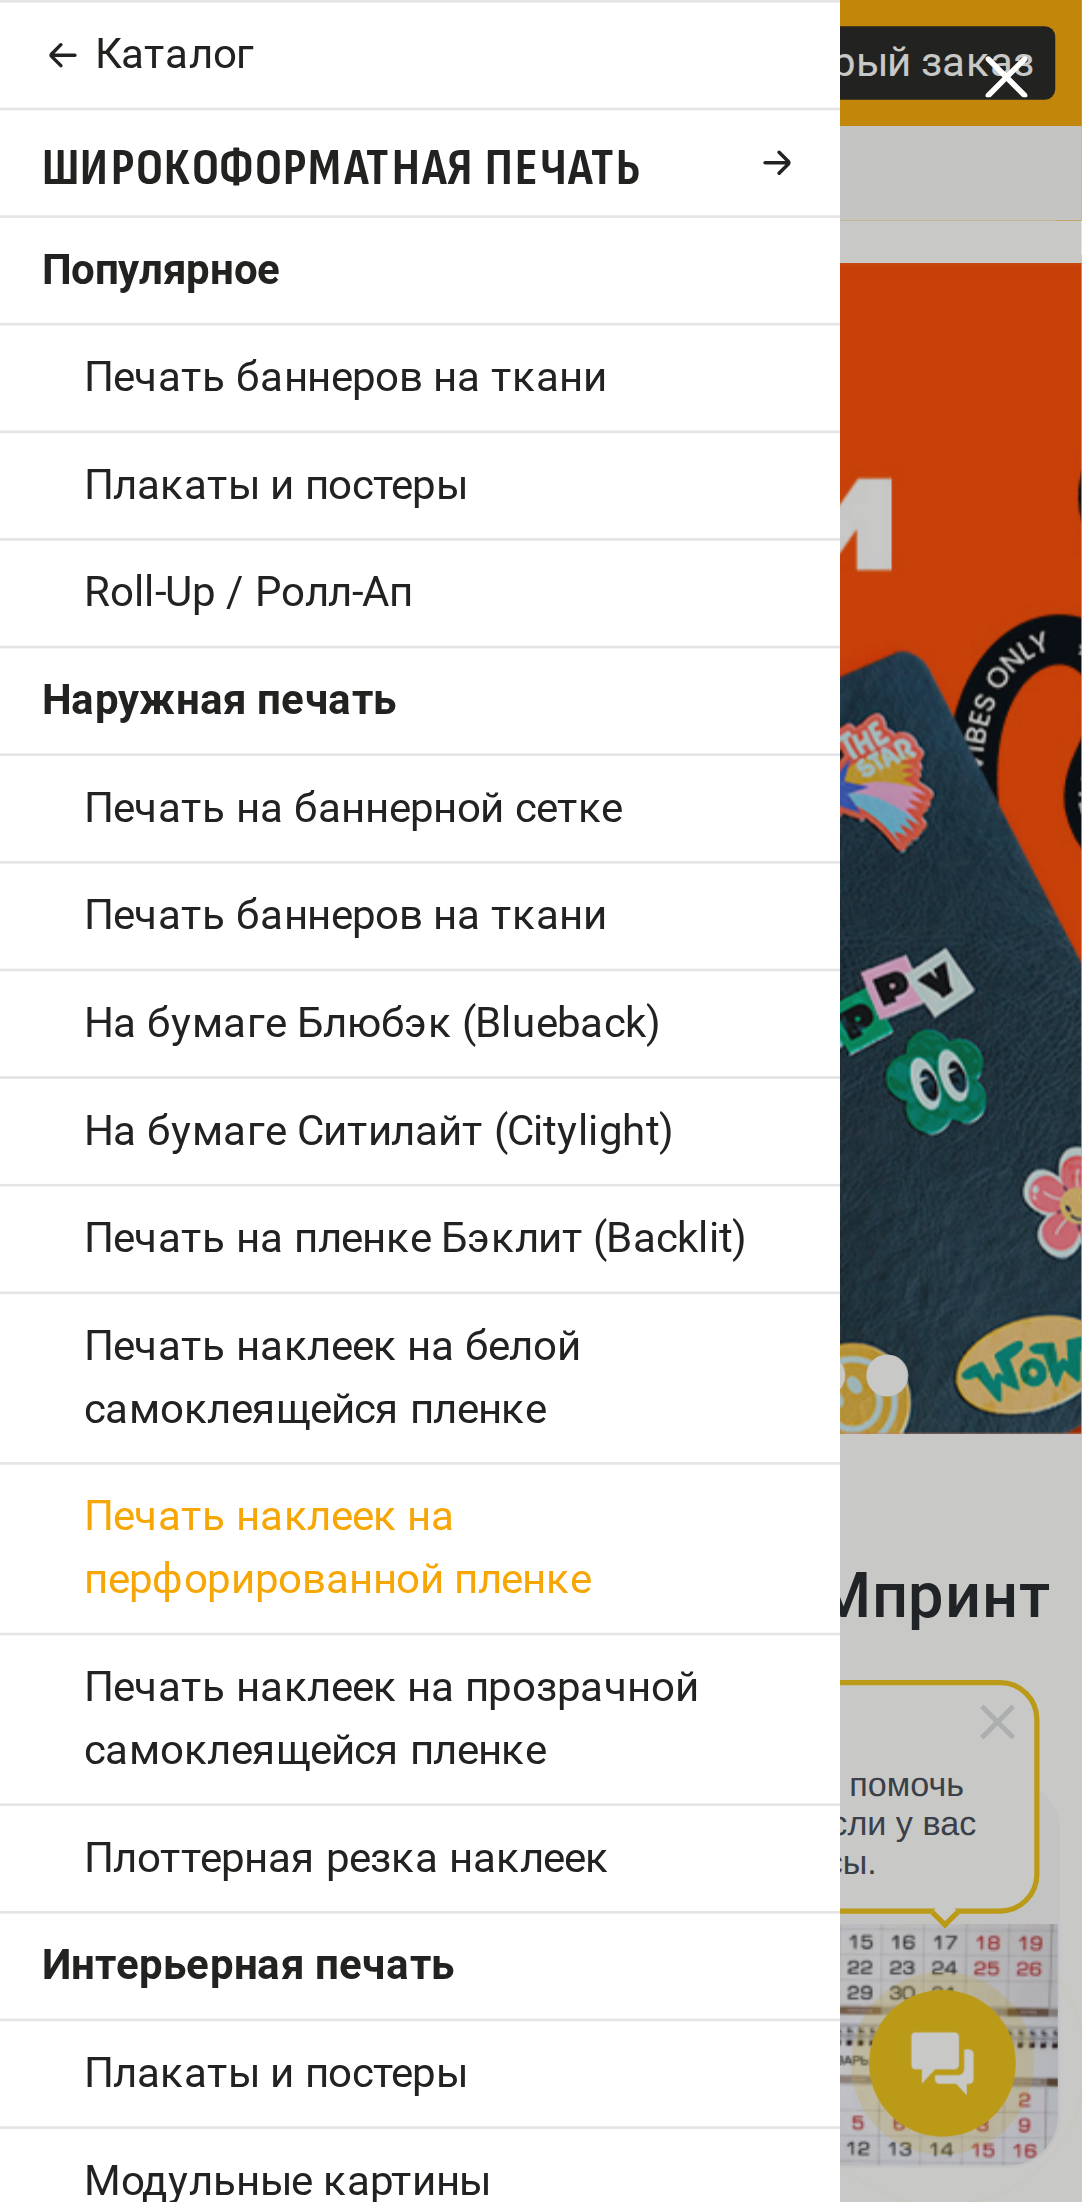 Каталог
ШИРОКОФОРМАТНАЯ ПЕЧАТЬ
Популярное
Печать баннеров на ткани
Плакаты и постеры
Roll-Up / Ролл-Ап
Наружная печать
Печать на баннерной сетке
Печать баннеров на ткани
На бумаге Блюбэк (Blueback)
На бумаге Ситилайт (Citylight)
Печать на пленке Бэклит (Backlit)
Печать наклеек на белой
самоклеящейся пленке
Печать наклеек на
перфорированной пленке
Печать наклеек на прозрачной
самоклеящейся пленке
Плоттерная резка наклеек
Интерьерная печать
Плакаты и постеры
Модульные картины
заказ
ONLY
THE
STAR
WOW
Мпринт
помочь
у вас
15 16 17 18 19
22 23 24 25 26
29 30
2
5 9
12 13 14 15 16